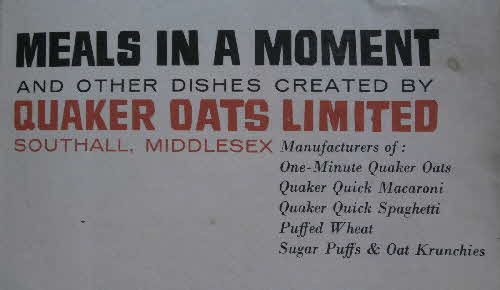 MEALS IN A MOMENT
AND OTHER DISHES CREATED BY
QUAKER OATS LIMITED
SOUTHALL, MIDDLESEX Manufacturers of:
One-Minute Quaker Oats
Quaker Quick Macaroni
Quaker Quick Spaghetti
Puffed Wheat
Sugar Puffs & Oat Krunchies